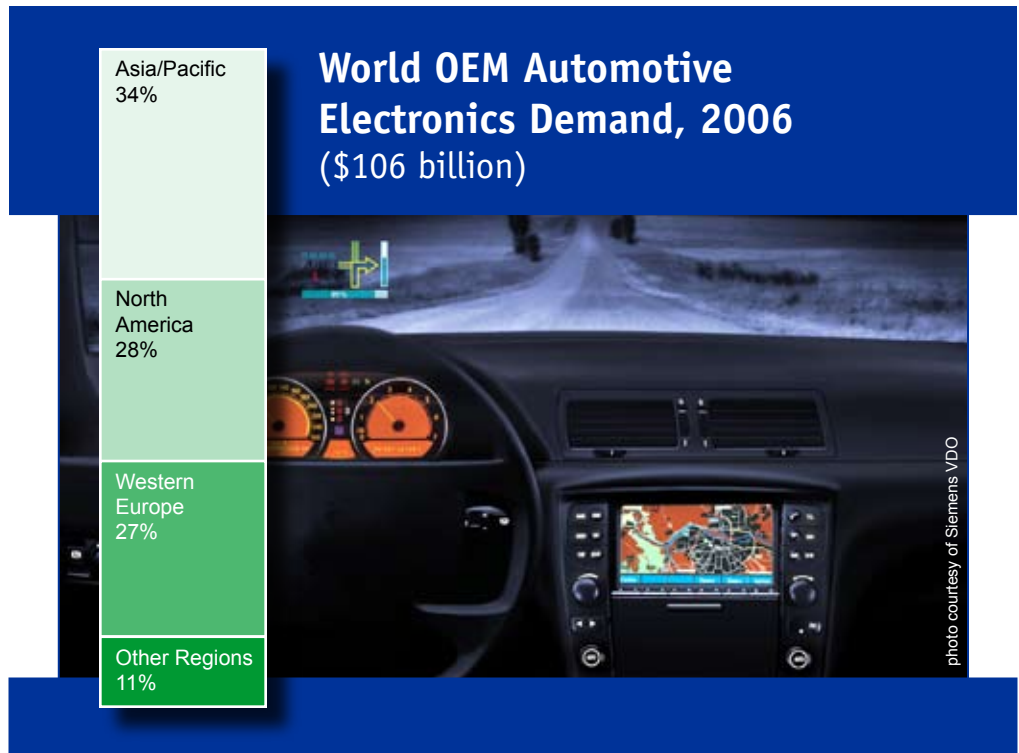 World OEM Automotive
Electronics Demand, 2006
($106 billion)
Asia/Pacific
34%
North
America
28%
Western
Europe
27%
Other Regions
11%
photo courtesy of Siemens VDO